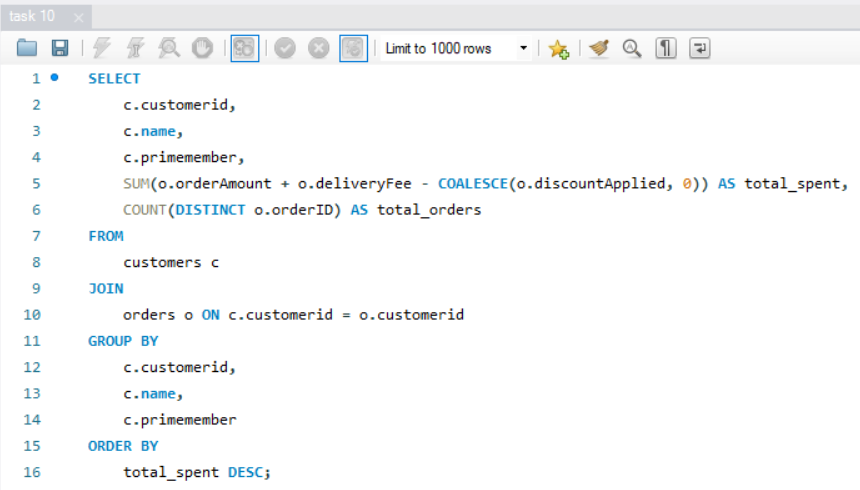 task 10
Limit to 1000 rows
1 SELECT
2 c.customerid,
3 c.name,
4 c.primemember,
5 SUM(o.orderAmount + o.deliveryFee - COALESCE(o.discountApplied, 0)) AS total_spent,
6 COUNT(DISTINCT o.orderID) AS total_orders
7 FROM
8 customers c
9 JOIN
10 orders o ON c.customerid = o.customerid
11 GROUP BY
12 c.customerid,
13 c.name,
14 c.primemember
15 ORDER BY
16 total_spent DESC;